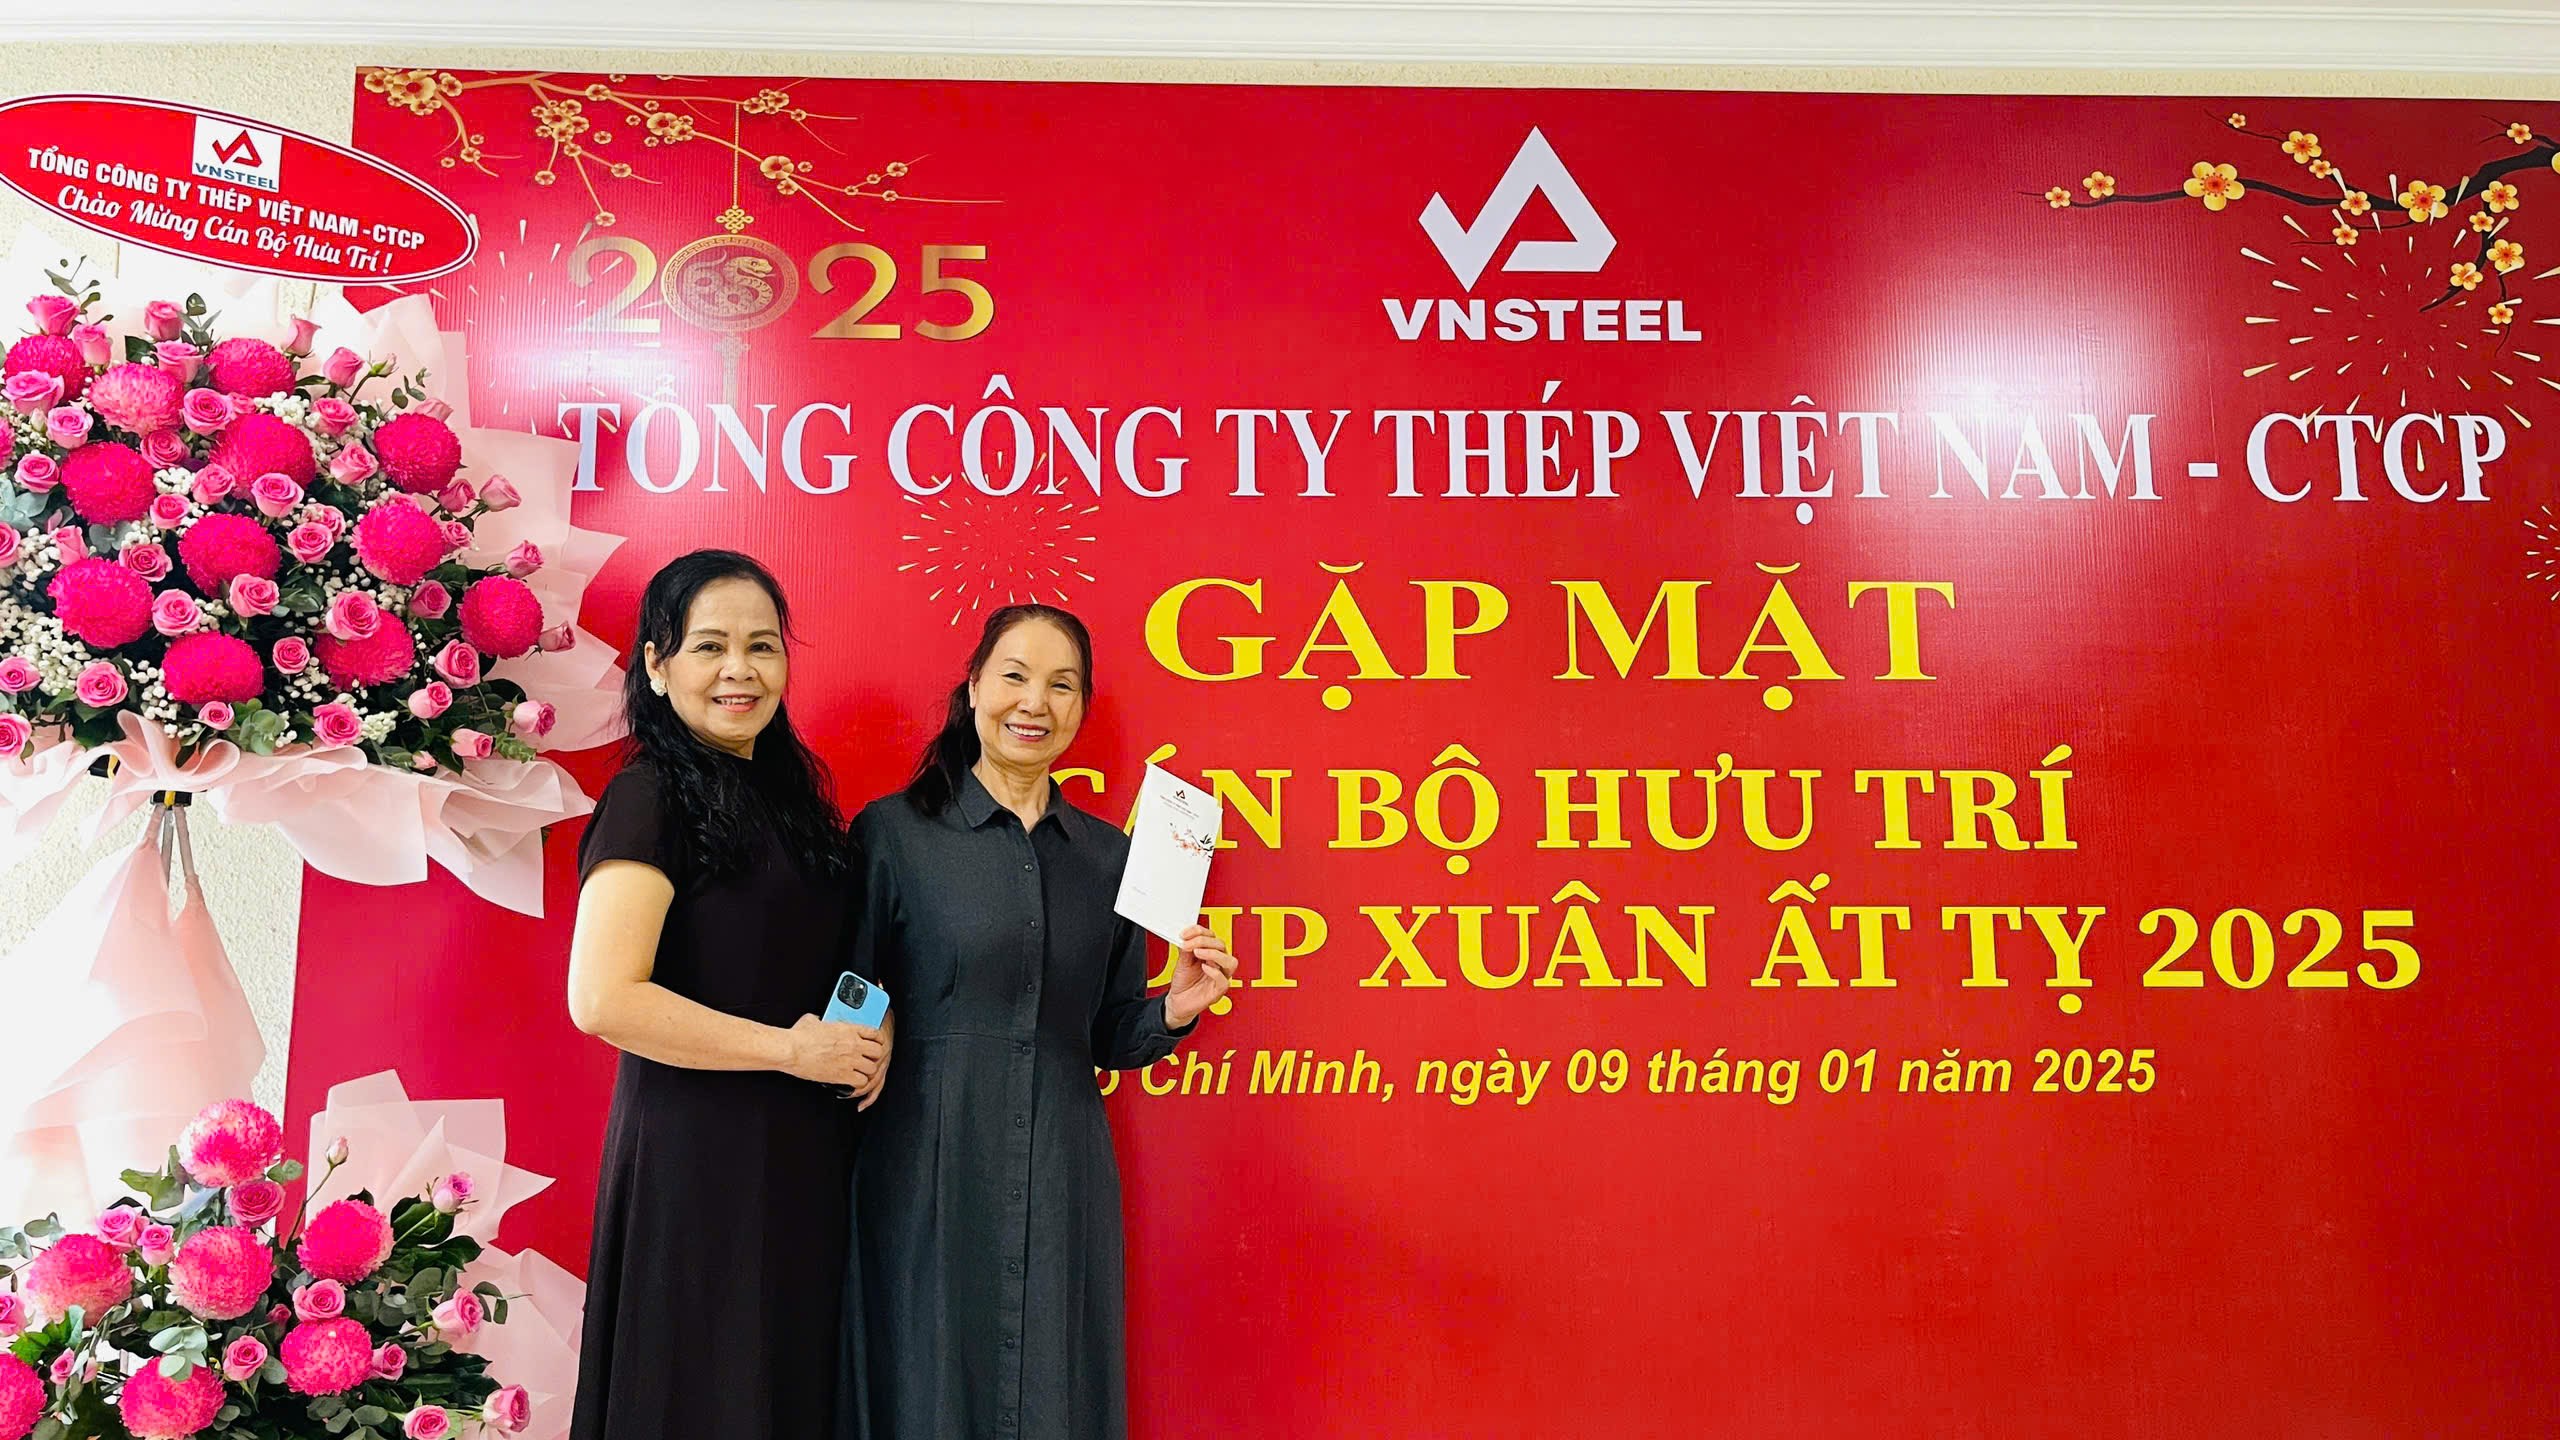 VNSTEEL
TỔNG CÔNG TY THÉP VIỆT NAM - CTCP
Chào Mừng Cán Bộ Hưu Trí !
2025
VNSTEEL
TỔNG CÔNG TY THÉP VIỆT NAM - CTCP
GẶP MẶT
CÁN BỘ HƯU TRÍ
DỊP XUÂN ẤT TỴ 2025
Chí Minh, ngày 09 tháng 01 năm 2025